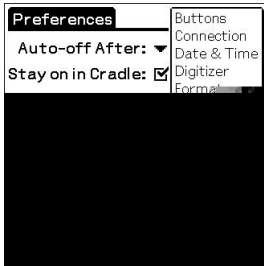 Preferences
Auto-off After:
Stay on in Cradle:
Buttons
Connection
Date & Time
Digitizer